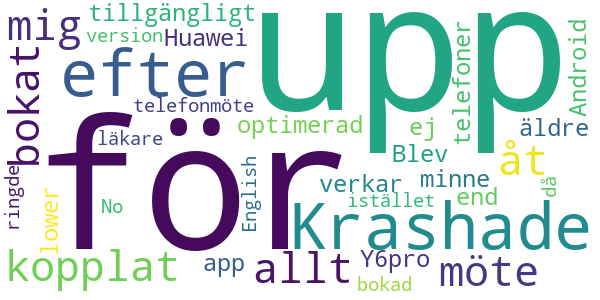 tillgängligt
mig
version
Huawei
upp
Android
bokat
efter
telefoner
telefonmöte
läkare
optimerad
ej
äldre
för
Blev
åt
ringde
English
verkar
minne
då
lower
No
istället
end
Krashade
kopplat
app
allt
Y6pro
möte
bokad